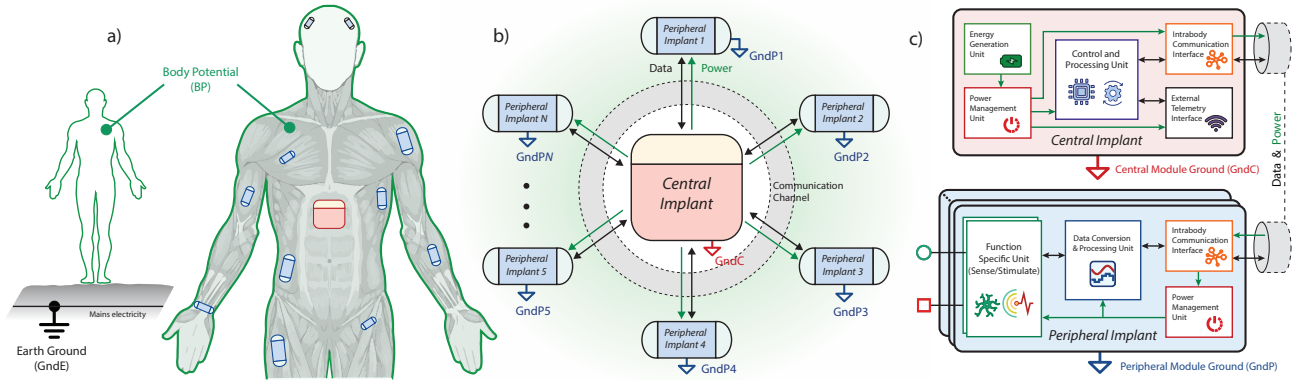 a)
Body Potential
(BP)
Mains electricity
Earth Ground
(GndE)
b)
Peripheral
Implant 1
GndP1
Data
Power
Peripheral
Implant N
GndPN
Peripheral
Implant 2
GndP2
Central
Implant
GndC
Communication
Channel
Peripheral
Implant 5
GndP5
Peripheral
Implant 3
GndP3
Peripheral
Implant 4
GndP4
c)
Energy
Generation
Unit
Control and
Processing Unit
Intrabody
Communication
Interface
Power
Management
Unit
External
Telemetry
Interface
Central Implant
Central Module Ground (GndC)
Data & Power
Function
Specific Unit
(Sense/Stimulate)
Data Conversion
& Processing Unit
Intrabody
Communication
Interface
Power
Management
Unit
Peripheral Implant
Peripheral Module Ground (GndP)